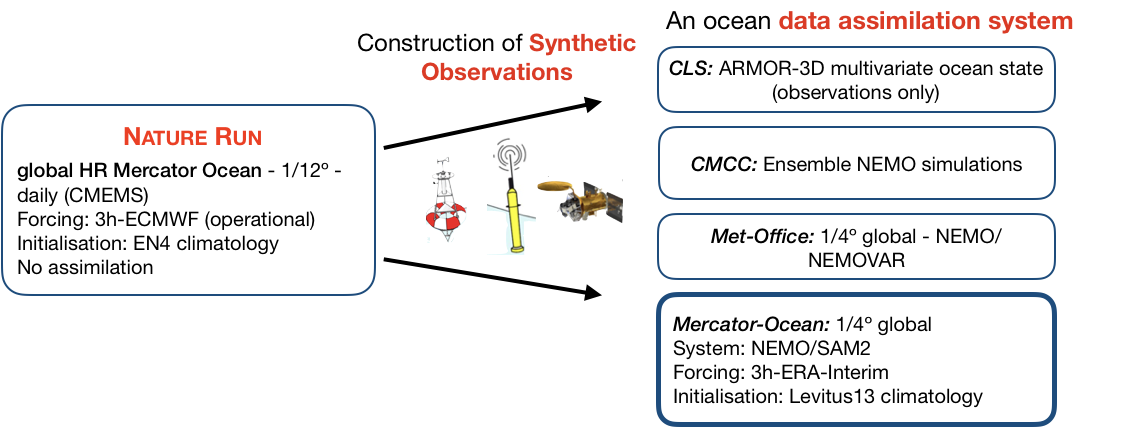 An ocean data assimilation system
Construction of Synthetic
Observations
NATURE RUN
global HR Mercator Ocean - 1/12º -
daily (CMEMS)
Forcing: 3h-ECMWF (operational)
Initialisation: EN4 climatology
No assimilation
CLS: ARMOR-3D multivariate ocean state
(observations only)
CMCC: Ensemble NEMO simulations
Met-Office: 1/4º global - NEMO/
NEMOVAR
Mercator-Ocean: 1/4º global
System: NEMO/SAM2
Forcing: 3h-ERA-Interim
Initialisation: Levitus13 climatology